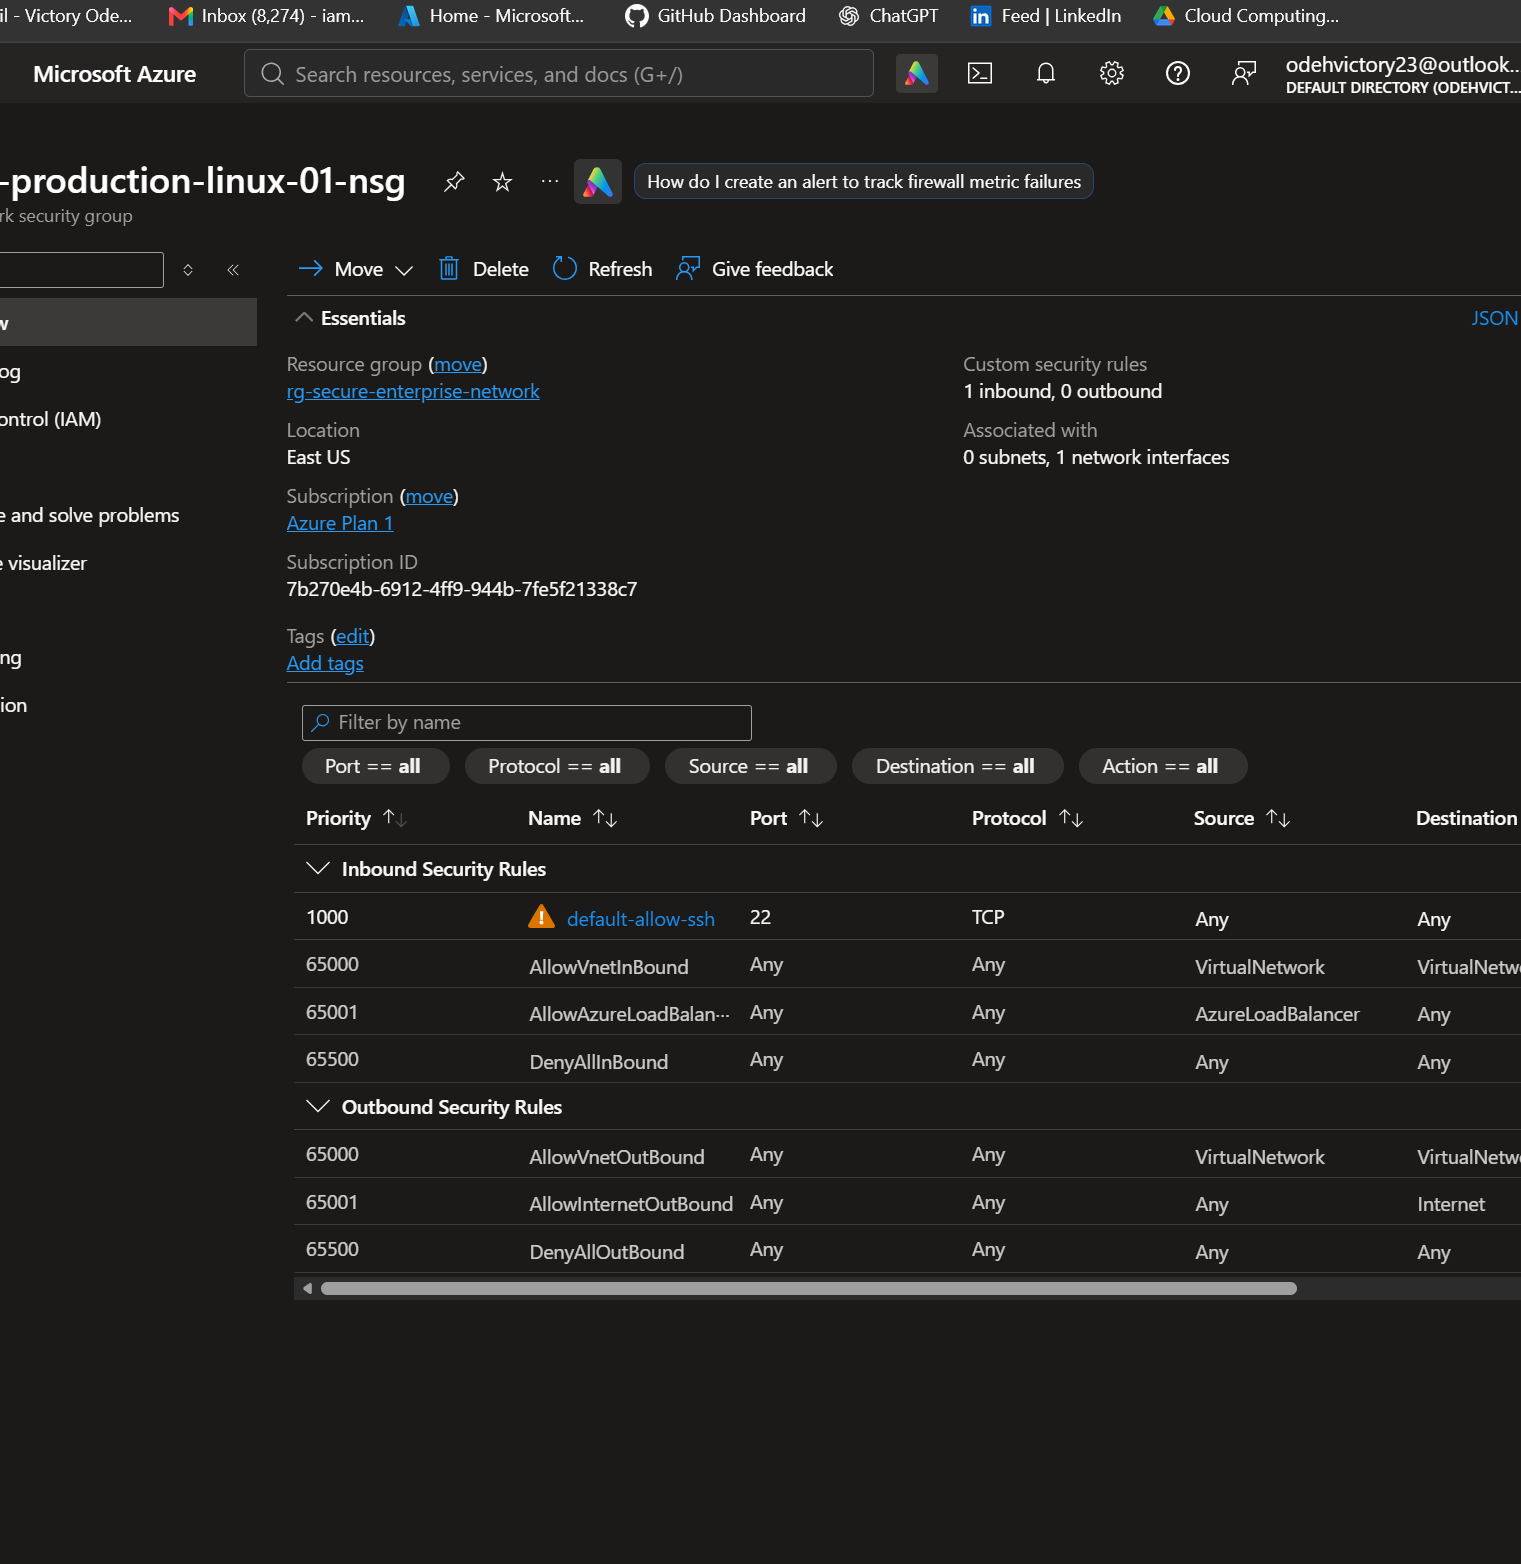 il - Victory Ode... Inbox (8,274) - iam... Home - Microsoft... GitHub Dashboard ChatGPT Feed | LinkedIn Cloud Computing...
Microsoft Azure Search resources, services, and docs (G+/) odehvictory23@outlook...
DEFAULT DIRECTORY (ODEHVICT...
-production-linux-01-nsg How do I create an alert to track firewall metric failures
rk security group
Move Delete Refresh Give feedback
w
og
ontrol (IAM)
e and solve problems
e visualizer
ng
ion
Essentials JSON
Resource group (move)
rg-secure-enterprise-network
Location
East US
Subscription (move)
Azure Plan 1
Subscription ID
7b270e4b-6912-4ff9-944b-7fe5f21338c7
Tags (edit)
Add tags
Custom security rules
1 inbound, 0 outbound
Associated with
0 subnets, 1 network interfaces
Filter by name
Port == all Protocol == all Source == all Destination == all Action == all
Priority Name Port Protocol Source Destination
Inbound Security Rules
1000 default-allow-ssh 22 TCP Any Any
65000 AllowVnetInBound Any Any VirtualNetwork VirtualNetwo
65001 AllowAzureLoadBalan... Any Any AzureLoadBalancer Any
65500 DenyAllInBound Any Any Any Any
Outbound Security Rules
65000 AllowVnetOutBound Any Any VirtualNetwork VirtualNetwo
65001 AllowInternetOutBound Any Any Any Internet
65500 DenyAllOutBound Any Any Any Any